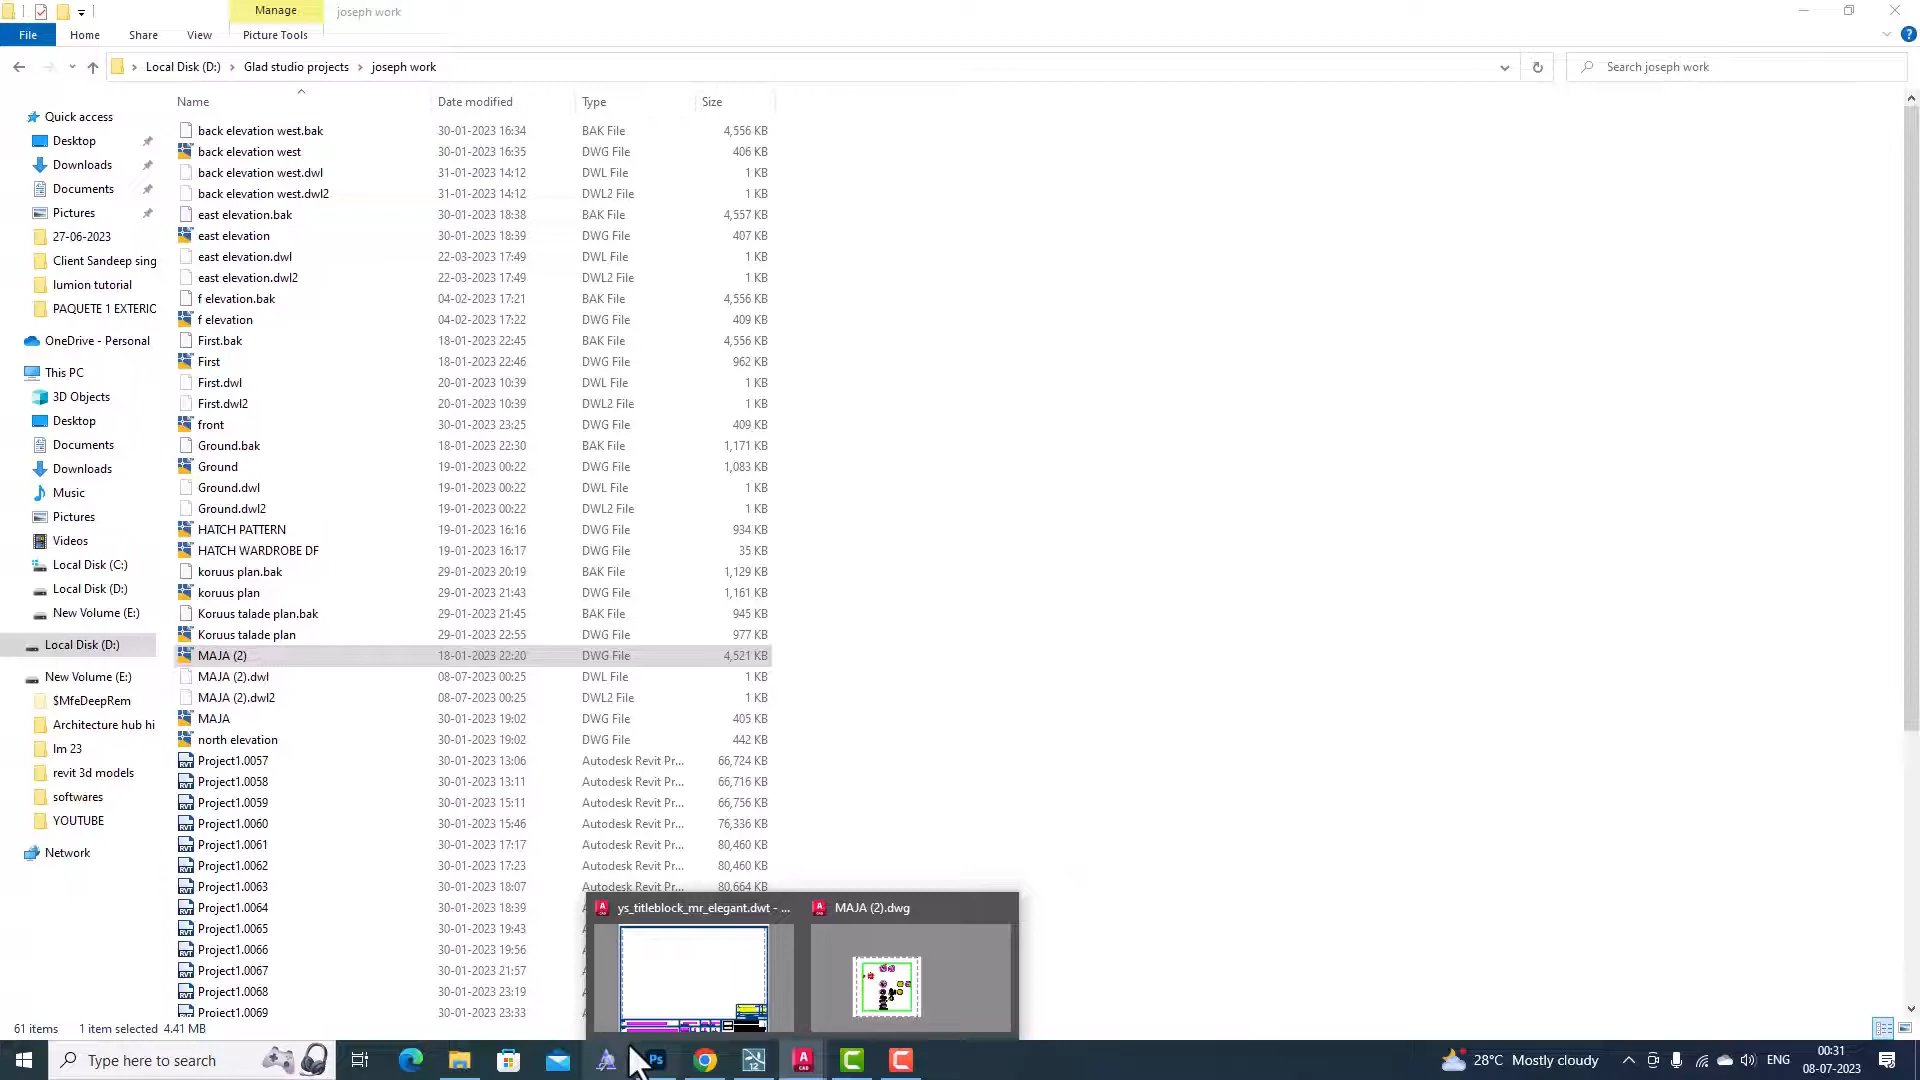 Manage
joseph work
File
Home
Share
View
Picture Tools
Local Disk (D:)
Glad studio projects
joseph work
Search joseph work
Name
Date modified
Type
Size
Quick access
Desktop
Downloads
Documents
Pictures
27-06-2023
Client Sandeep sing
lumion tutorial
PAQUETE 1 EXTERIC
OneDrive - Personal
This PC
3D Objects
Desktop
Documents
Downloads
Music
Pictures
Videos
Local Disk (C:)
Local Disk (D:)
New Volume (E:)
Local Disk (D:)
New Volume (E:)
$MfeDeepRem
Architecture hub hi
lm 23
revit 3d models
softwares
YOUTUBE
Network
back elevation west.bak 30-01-2023 16:34 BAK File 4,556 KB
back elevation west 30-01-2023 16:35 DWG File 406 KB
back elevation west.dwl 31-01-2023 14:12 DWL File 1 KB
back elevation west.dwl2 31-01-2023 14:12 DWL2 File 1 KB
east elevation.bak 30-01-2023 18:38 BAK File 4,557 KB
east elevation 30-01-2023 18:39 DWG File 407 KB
east elevation.dwl 22-03-2023 17:49 DWL File 1 KB
east elevation.dwl2 22-03-2023 17:49 DWL2 File 1 KB
f elevation.bak 04-02-2023 17:21 BAK File 4,556 KB
f elevation 04-02-2023 17:22 DWG File 409 KB
First.bak 18-01-2023 22:45 BAK File 4,556 KB
First 18-01-2023 22:46 DWG File 962 KB
First.dwl 20-01-2023 10:39 DWL File 1 KB
First.dwl2 20-01-2023 10:39 DWL2 File 1 KB
front 30-01-2023 23:25 DWG File 409 KB
Ground.bak 18-01-2023 22:30 BAK File 1,171 KB
Ground 19-01-2023 00:22 DWG File 1,083 KB
Ground.dwl 19-01-2023 00:22 DWL File 1 KB
Ground.dwl2 19-01-2023 00:22 DWL2 File 1 KB
HATCH PATTERN 19-01-2023 16:16 DWG File 934 KB
HATCH WARDROBE DF 19-01-2023 16:17 DWG File 35 KB
koruus plan.bak 29-01-2023 20:19 BAK File 1,129 KB
koruus plan 29-01-2023 21:43 DWG File 1,161 KB
Koruus talade plan.bak 29-01-2023 21:45 BAK File 945 KB
Koruus talade plan 29-01-2023 22:55 DWG File 977 KB
MAJA (2) 18-01-2023 22:20 DWG File 4,521 KB
MAJA (2).dwl 08-07-2023 00:25 DWL File 1 KB
MAJA (2).dwl2 08-07-2023 00:25 DWL2 File 1 KB
MAJA 30-01-2023 19:02 DWG File 405 KB
north elevation 30-01-2023 19:02 DWG File 442 KB
Project1.0057 30-01-2023 13:06 Autodesk Revit Pr... 66,724 KB
Project1.0058 30-01-2023 13:11 Autodesk Revit Pr... 66,716 KB
Project1.0059 30-01-2023 15:11 Autodesk Revit Pr... 66,756 KB
Project1.0060 30-01-2023 15:46 Autodesk Revit Pr... 76,336 KB
Project1.0061 30-01-2023 17:17 Autodesk Revit Pr... 80,460 KB
Project1.0062 30-01-2023 17:23 Autodesk Revit Pr... 80,460 KB
Project1.0063 30-01-2023 18:07 Autodesk Revit Pr... 80,664 KB
Project1.0064 30-01-2023 18:39
Project1.0065 30-01-2023 19:43
Project1.0066 30-01-2023 19:56
Project1.0067 30-01-2023 21:57
Project1.0068 30-01-2023 23:19
Project1.0069 30-01-2023 23:33
ys_titleblock_mr_elegant.dwt - ...
MAJA (2).dwg
61 items
1 item selected 4.41 MB
Type here to search
Ps
12
28°C Mostly cloudy
ENG
00:31
08-07-2023